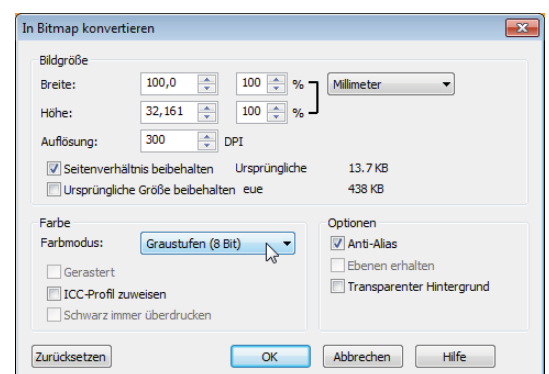 In Bitmap konvertieren
Bildgröße
Breite: 100,0 100 % Millimeter
Höhe: 32,161 100 %
Auflösung: 300 DPI
Seitenverhältnis beibehalten Ursprüngliche 13.7 KB
Ursprüngliche Größe beibehalten eue 438 KB
Farbe
Farbmodus: Graustufen (8 Bit)
Gerastert
ICC-Profil zuweisen
Schwarz immer überdrucken
Optionen
Anti-Alias
Ebenen erhalten
Transparenter Hintergrund
Zurücksetzen OK Abbrechen Hilfe